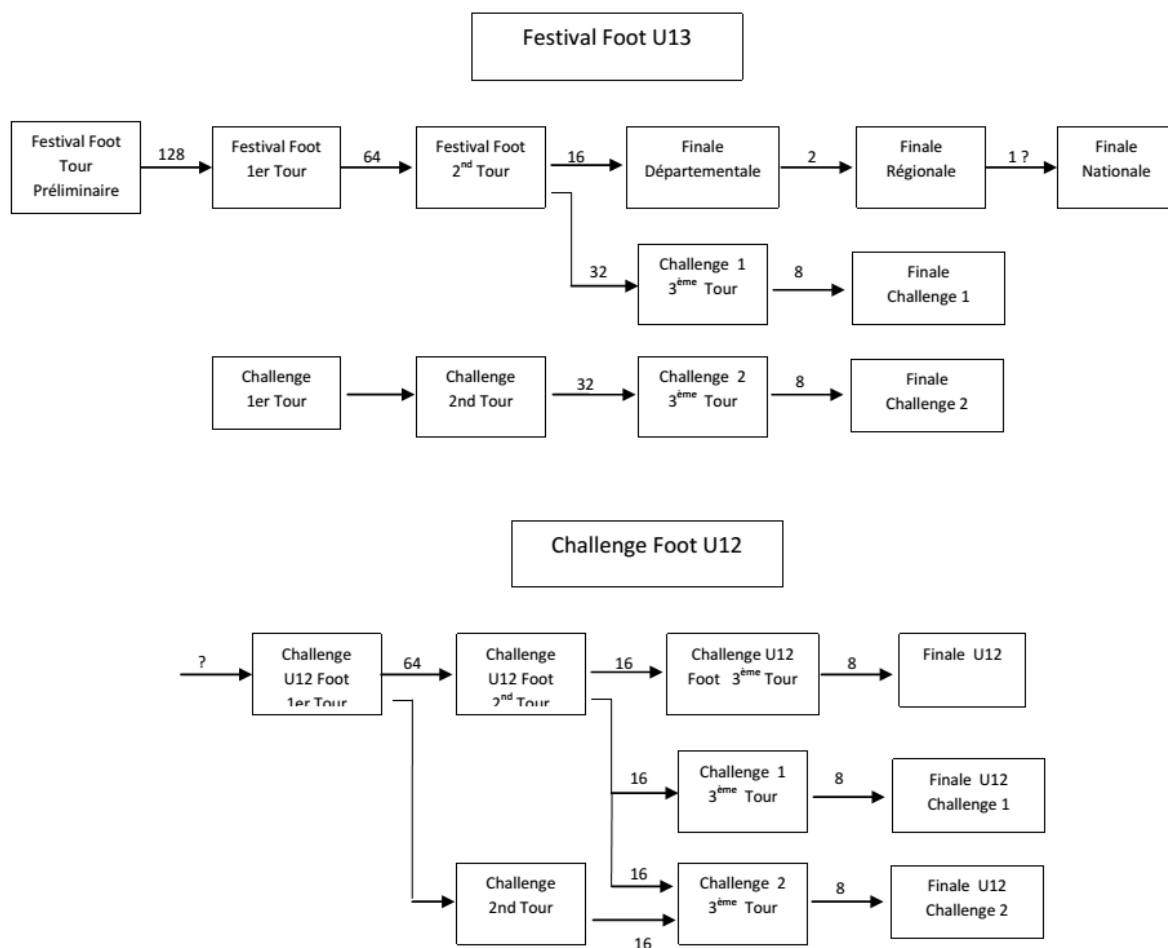 Festival Foot U13
Festival Foot
Tour
Préliminaire
128
Festival Foot
1er Tour
64
Festival Foot
2nd Tour
16
Finale
Départementale
2
Finale
Régionale
1 ?
Finale
Nationale
32
Challenge 1
3ème Tour
8
Finale
Challenge 1
Challenge
1er Tour
Challenge
2nd Tour
32
Challenge 2
3ème Tour
8
Finale
Challenge 2
Challenge Foot U12
?
Challenge
U12 Foot
1er Tour
64
Challenge
U12 Foot
2nd Tour
16
Challenge U12
Foot 3ème Tour
8
Finale U12
16
Challenge 1
3ème Tour
8
Finale U12
Challenge 1
Challenge
2nd Tour
16
16
Challenge 2
3ème Tour
8
Finale U12
Challenge 2